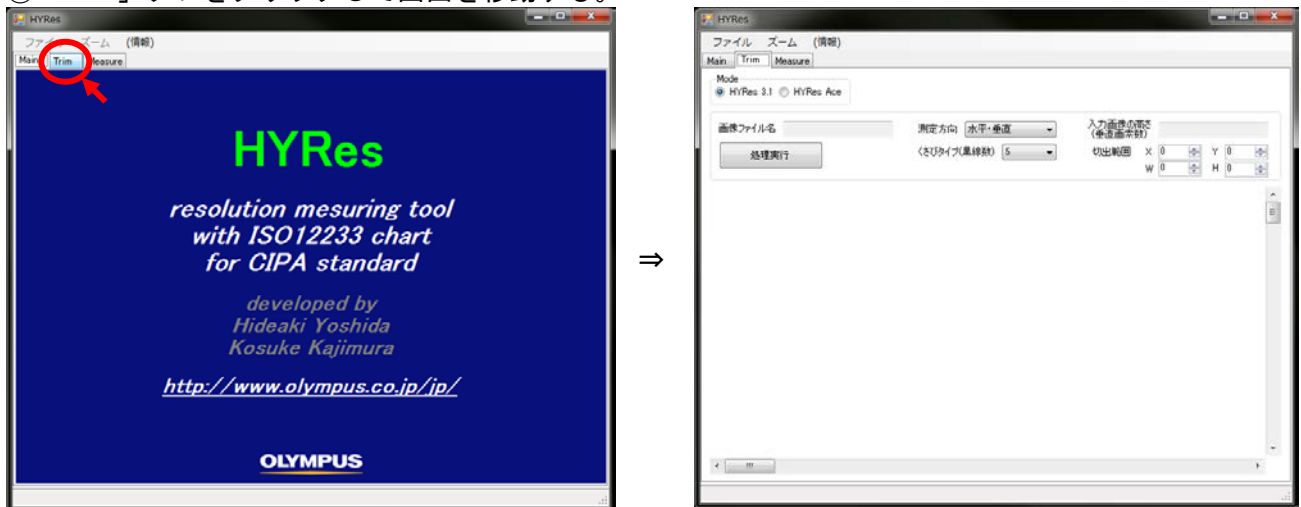 HYRes
ズーム (情報)
Main Trim Measure
HYRes
resolution mesuring tool
with ISO12233 chart
for CIPA standard
developed by
Hideaki Yoshida
Kosuke Kajimura
http://www.olympus.co.jp/jp/
OLYMPUS
⇒
HYRes
ファイル ズーム (情報)
Main Trim Measure
Mode
HYRes 3.1 HYRes Ace
画像ファイル名
測定方向 水平・垂直
入力画像の高さ
(垂直画素数)
処理実行
くさびタイプ(黒線数) 5
切出範囲 X 0 Y 0
W 0 H 0